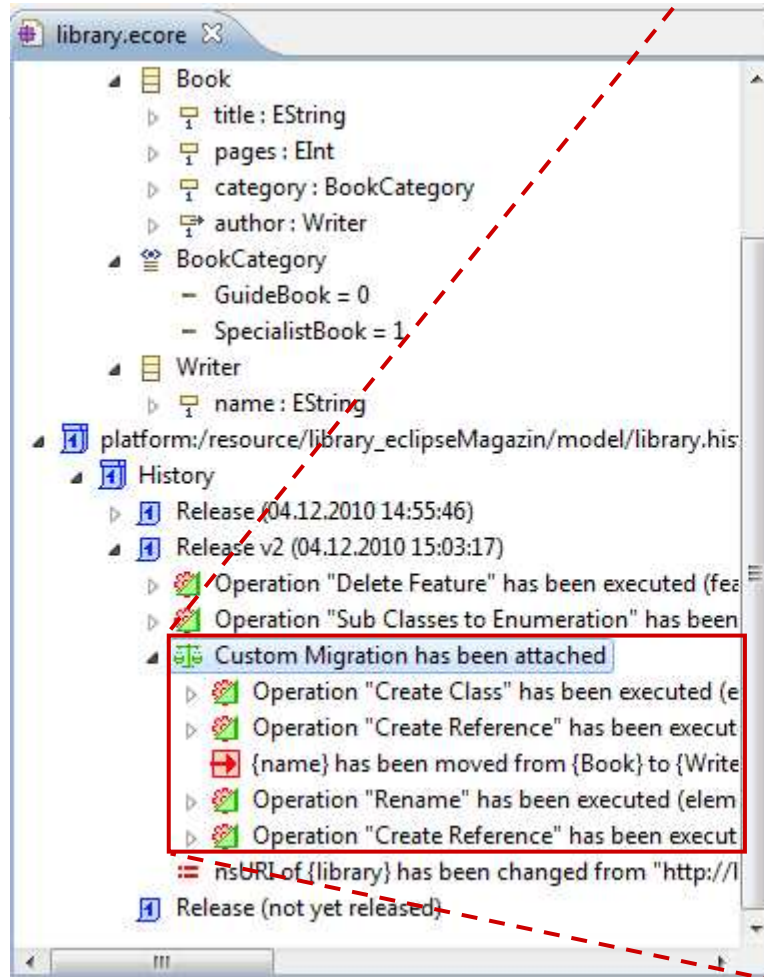 library.ecore
Book
title : EString
pages : EInt
category : BookCategory
author : Writer
BookCategory
GuideBook = 0
SpecialistBook = 1
Writer
name : EString
platform:/resource/library_eclipseMagazin/model/library.his
History
Release (04.12.2010 14:55:46)
Release v2 (04.12.2010 15:03:17)
Operation "Delete Feature" has been executed (fea
Operation "Sub Classes to Enumeration" has been
Custom Migration has been attached
Operation "Create Class" has been executed (e
Operation "Create Reference" has been execut
{name} has been moved from {Book} to {Write
Operation "Rename" has been executed (elem
Operation "Create Reference" has been execut
nsURI of {library} has been changed from "http://l
Release (not yet released)